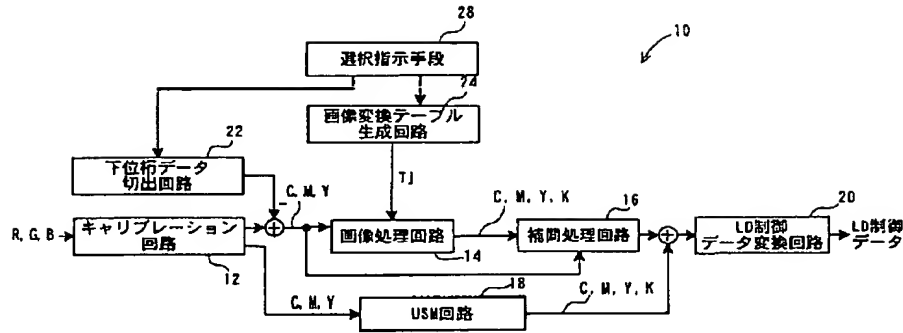 28
10
選択指示手段
24
画像変換テーブル
生成回路
22
下位桁データ
切出回路
TJ
C, M, Y
C, M, Y, K
16
20
R, G, B
キャリブレーション
回路
画像処理回路
補間処理回路
LD制御
データ変換回路
LD制御
データ
12
14
18
C, M, Y
USM回路
C, M, Y, K